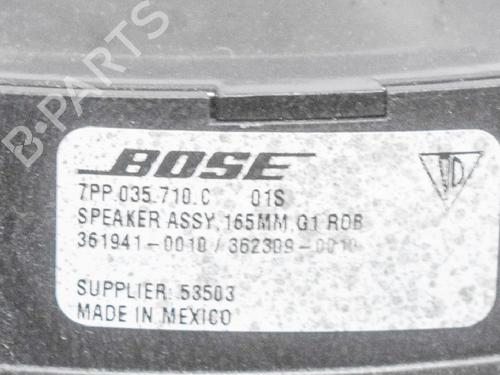 B-PARTS
BOSE
7PP.035.710.C 01S
SPEAKER ASSY,165MM,G1 ROB
361941-0010 / 362309-0010
SUPPLIER: 53503
MADE IN MEXICO